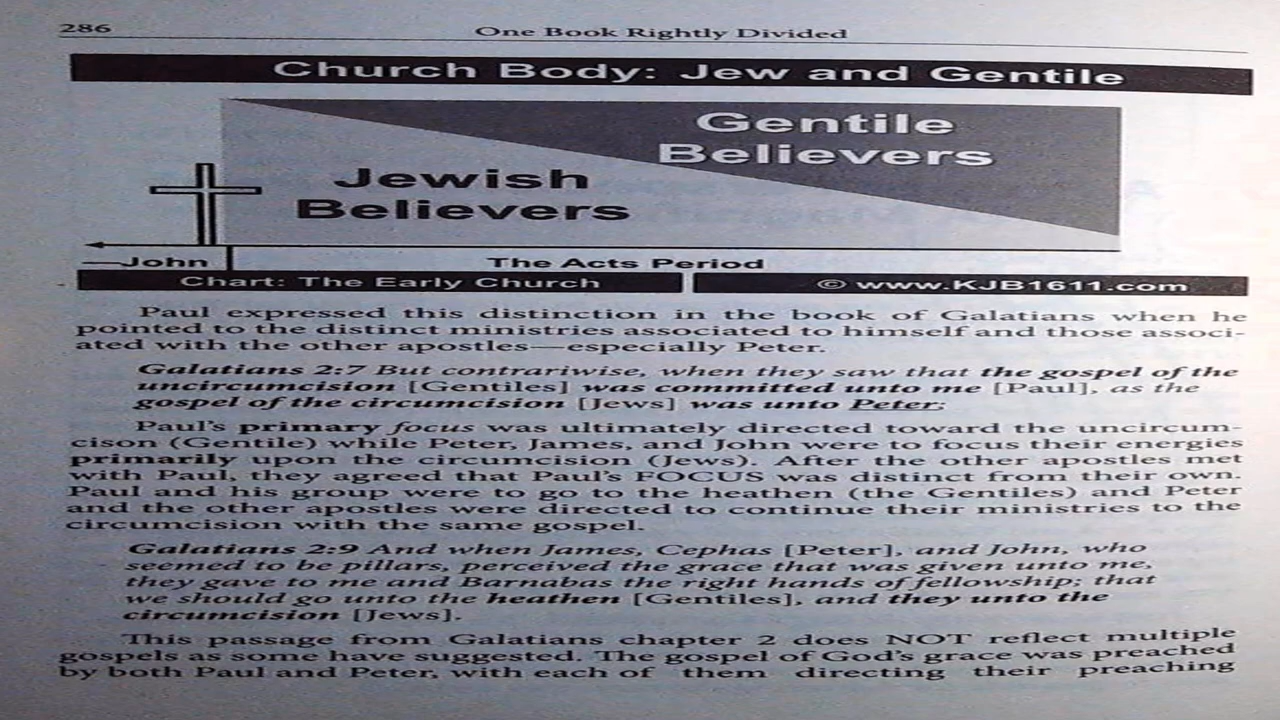 286
One Book Rightly Divided
Church Body: Jew and Gentile
Gentile
Believers
Jewish
Believers
—John
The Acts Period
Chart: The Early Church
© www.KJB1611.com
Paul expressed this distinction in the book of Galatians when he
pointed to the distinct ministries associated to himself and those associ-
ated with the other apostles—especially Peter.
Galatians 2:7 But contrariwise, when they saw that the gospel of the
uncircumcision [Gentiles] was committed unto me [Paul], as the
gospel of the circumcision [Jews] was unto Peter;
Paul's primary focus was ultimately directed toward the uncircum-
cison (Gentile) while Peter, James, and John were to focus their energies
primarily upon the circumcision (Jews). After the other apostles met
with Paul, they agreed that Paul's FOCUS was distinct from their own.
Paul and his group were to go to the heathen (the Gentiles) and Peter
and the other apostles were directed to continue their ministries to the
circumcision with the same gospel.
Galatians 2:9 And when James, Cephas [Peter], and John, who
seemed to be pillars, perceived the grace that was given unto me,
they gave to me and Barnabas the right hands of fellowship; that
we should go unto the heathen [Gentiles], and they unto the
circumcision [Jews].
This passage from Galatians chapter 2 does NOT reflect multiple
gospels as some have suggested. The gospel of God's grace was preached
by both Paul and Peter, with each of them directing their preaching